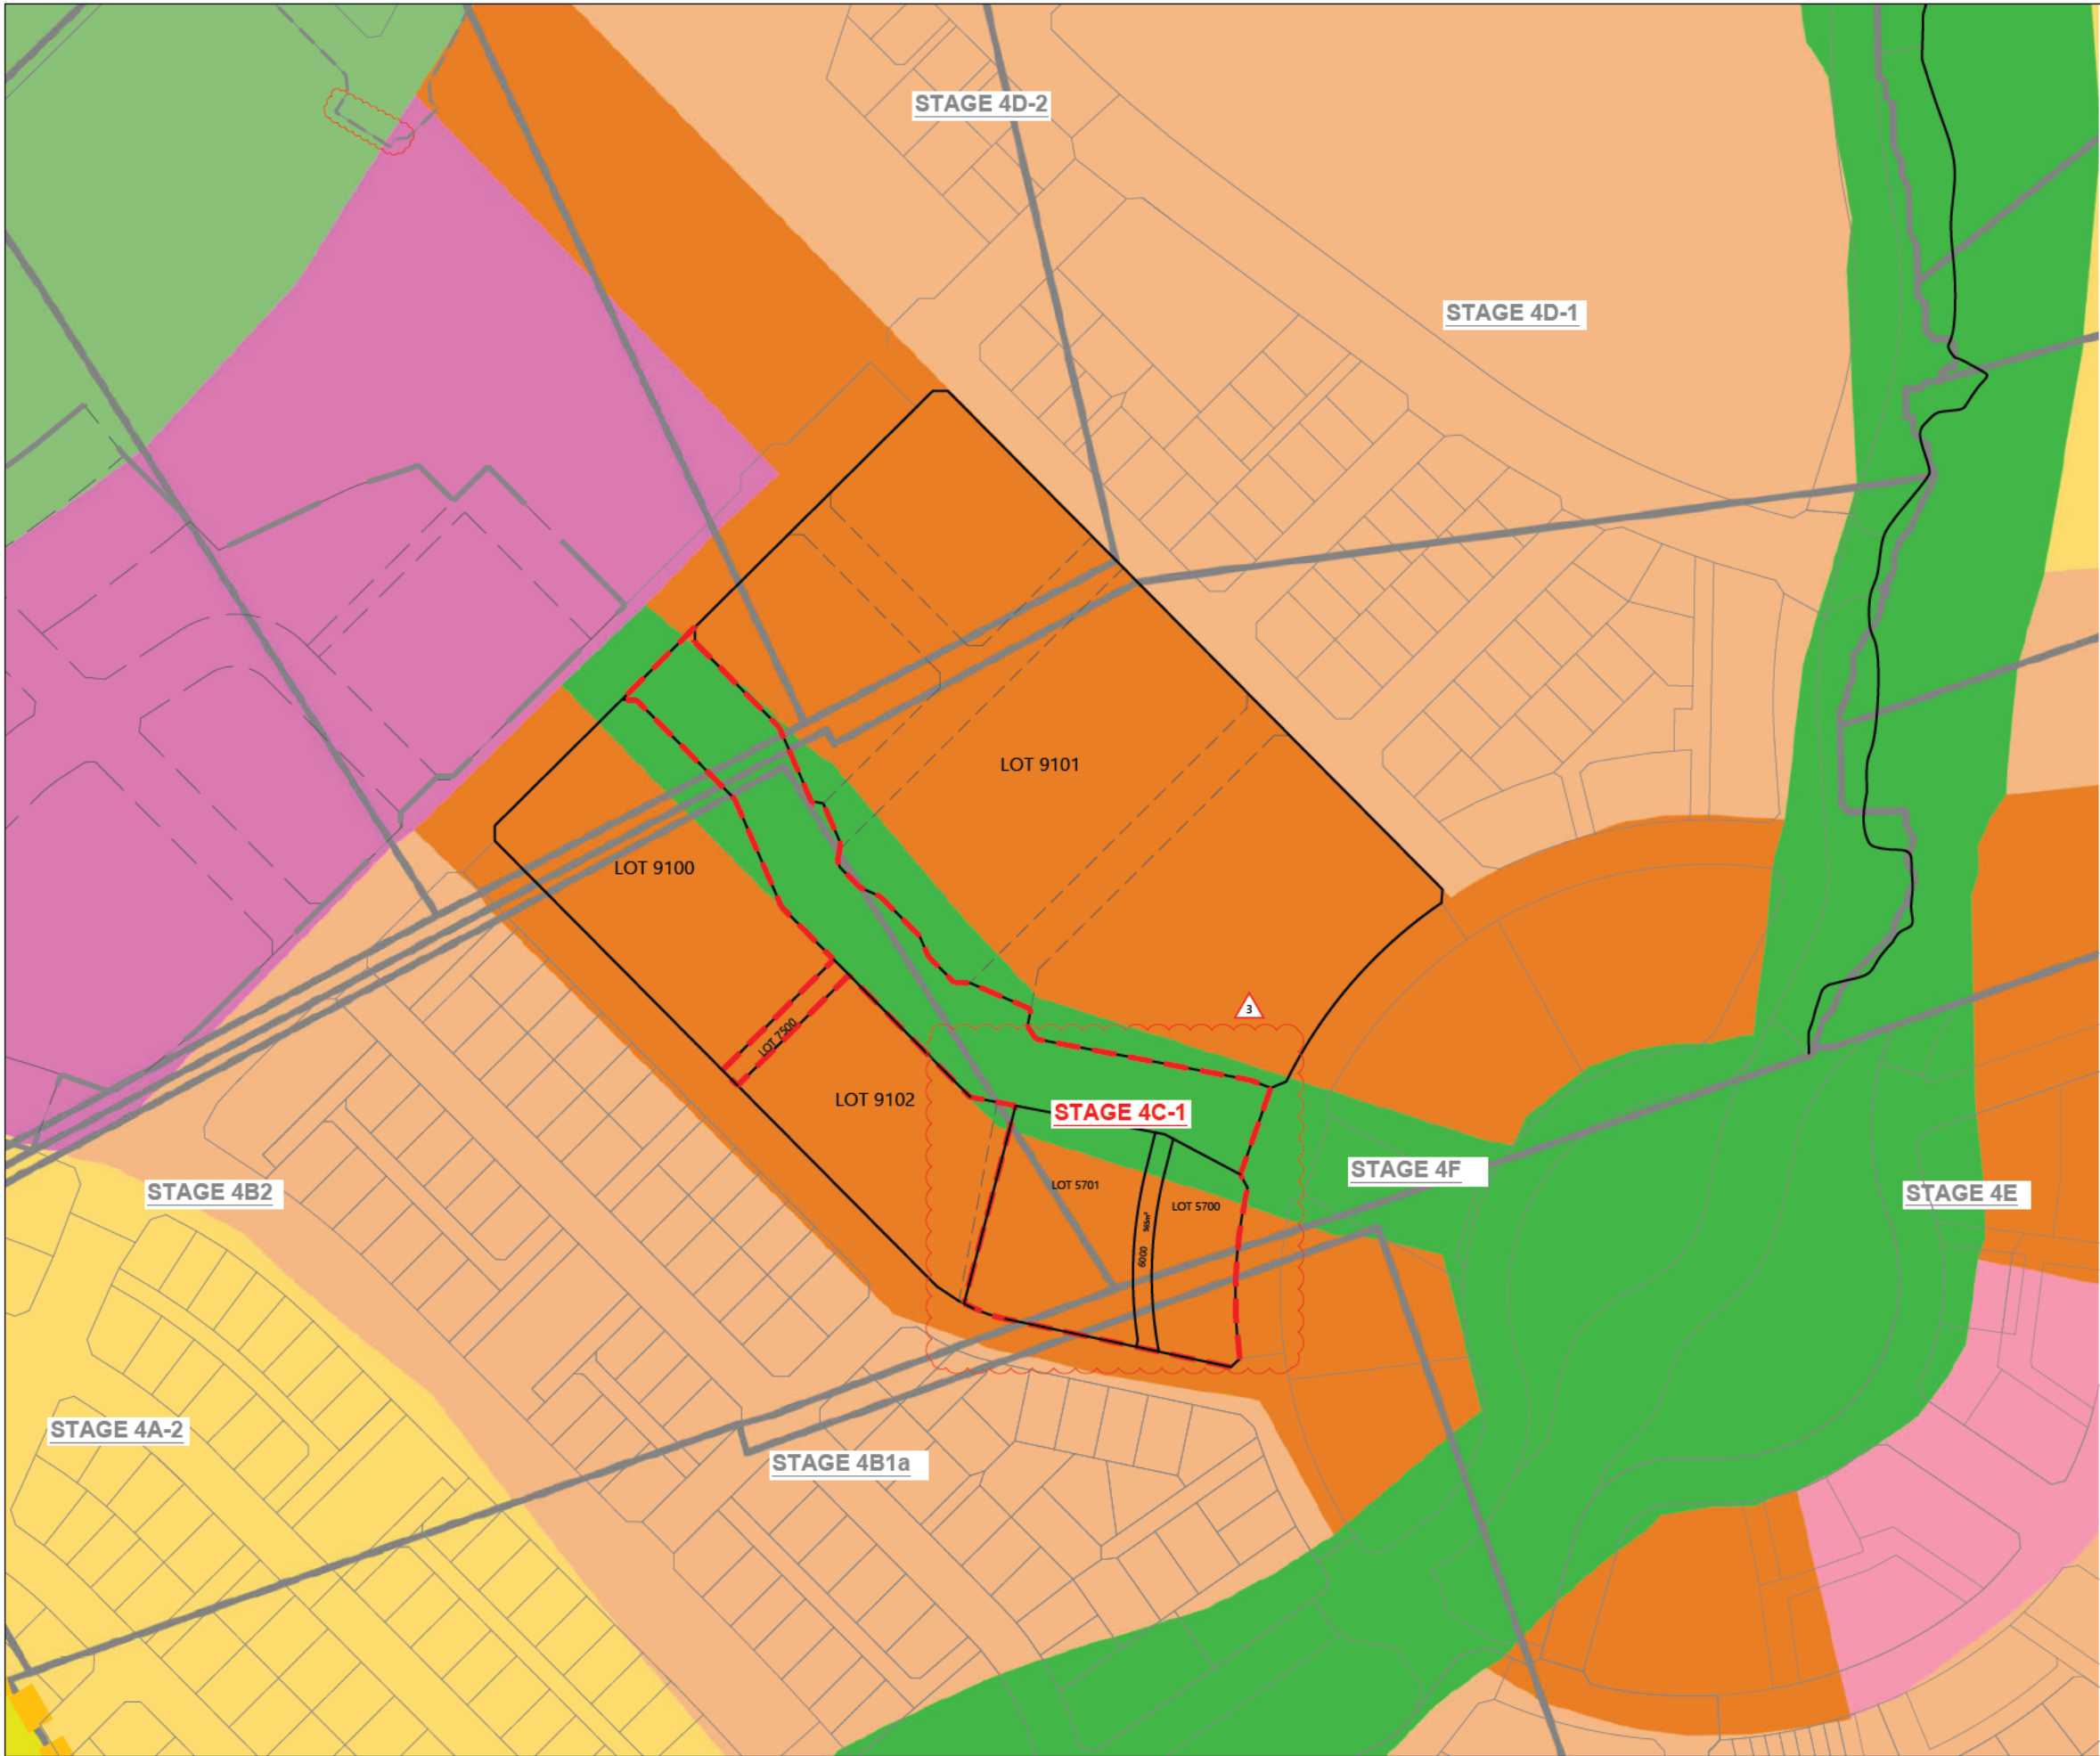 STAGE 4D-2
STAGE 4D-1
LOT 9101
LOT 9100
3
LOT 7500
LOT 9102
STAGE 4C-1
STAGE 4F
LOT 5701
STAGE 4B2
STAGE 4E
LOT 5700
6000
STAGE 4A-2
STAGE 4B1a